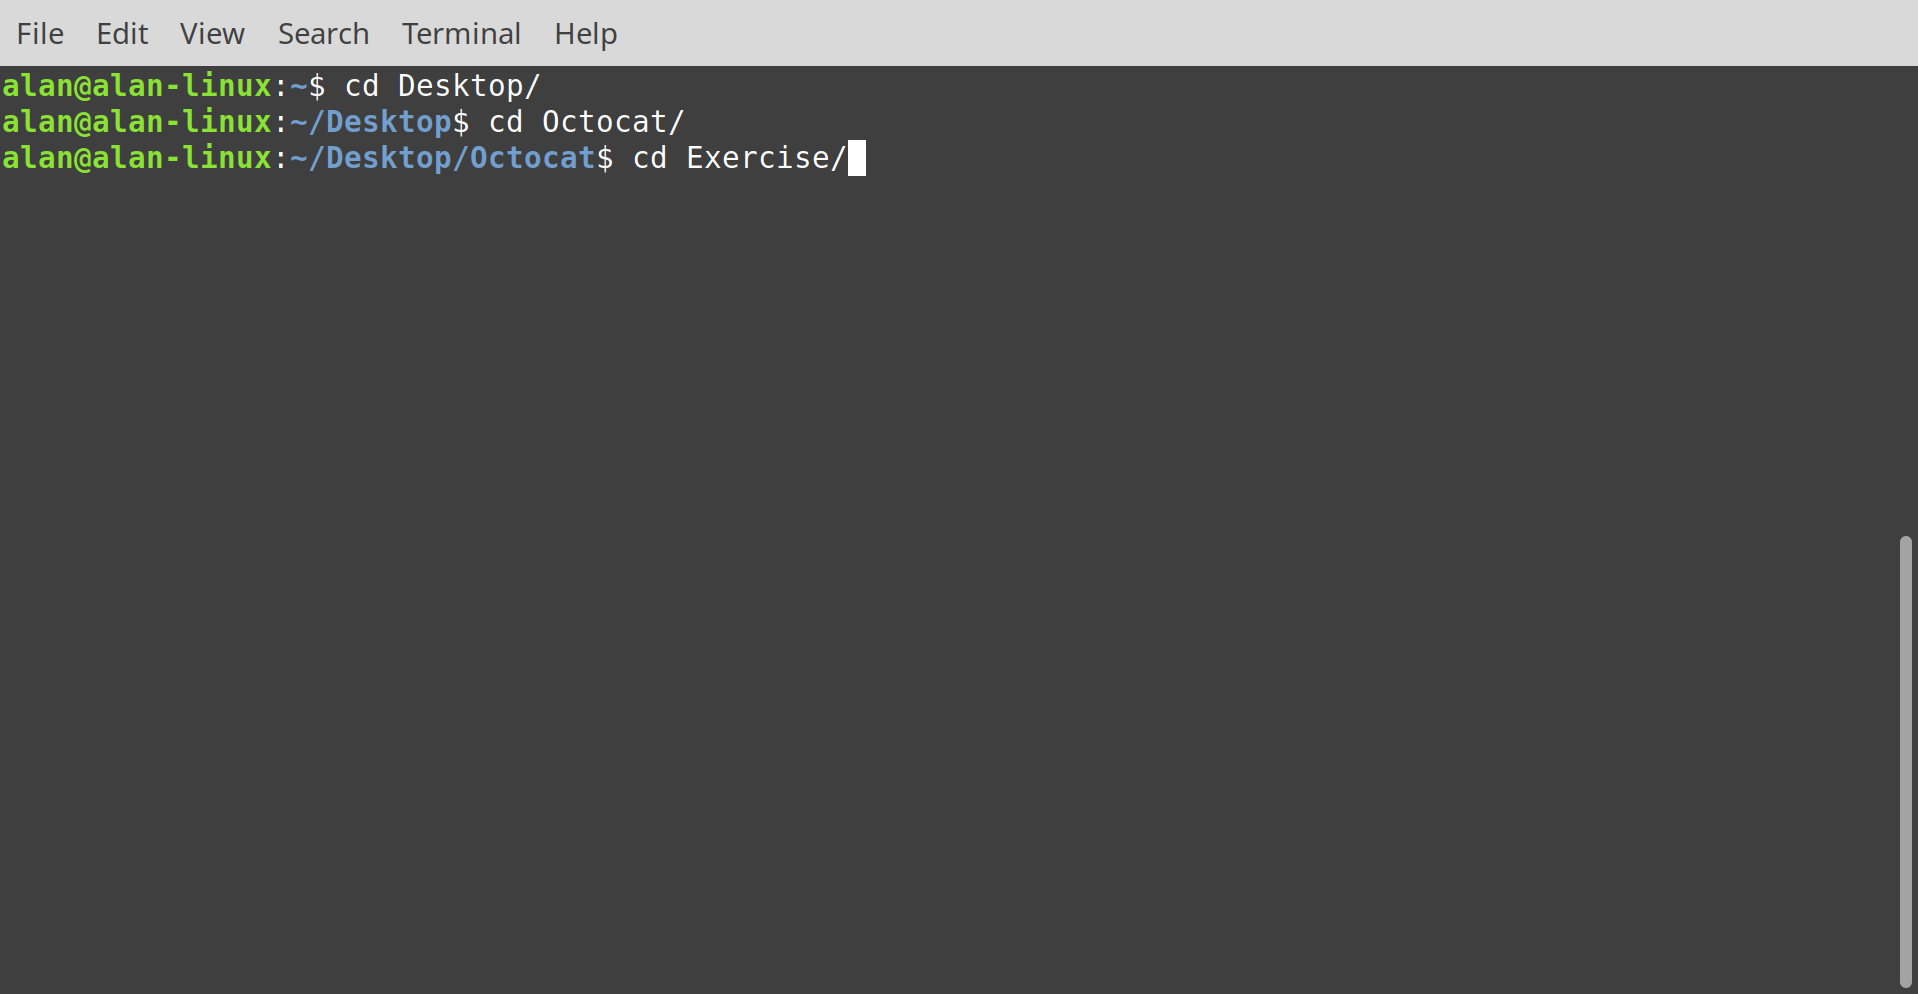 File Edit View Search Terminal Help
alan@alan-linux:~$ cd Desktop/
alan@alan-linux:~/Desktop$ cd Octocat/
alan@alan-linux:~/Desktop/Octocat$ cd Exercise/